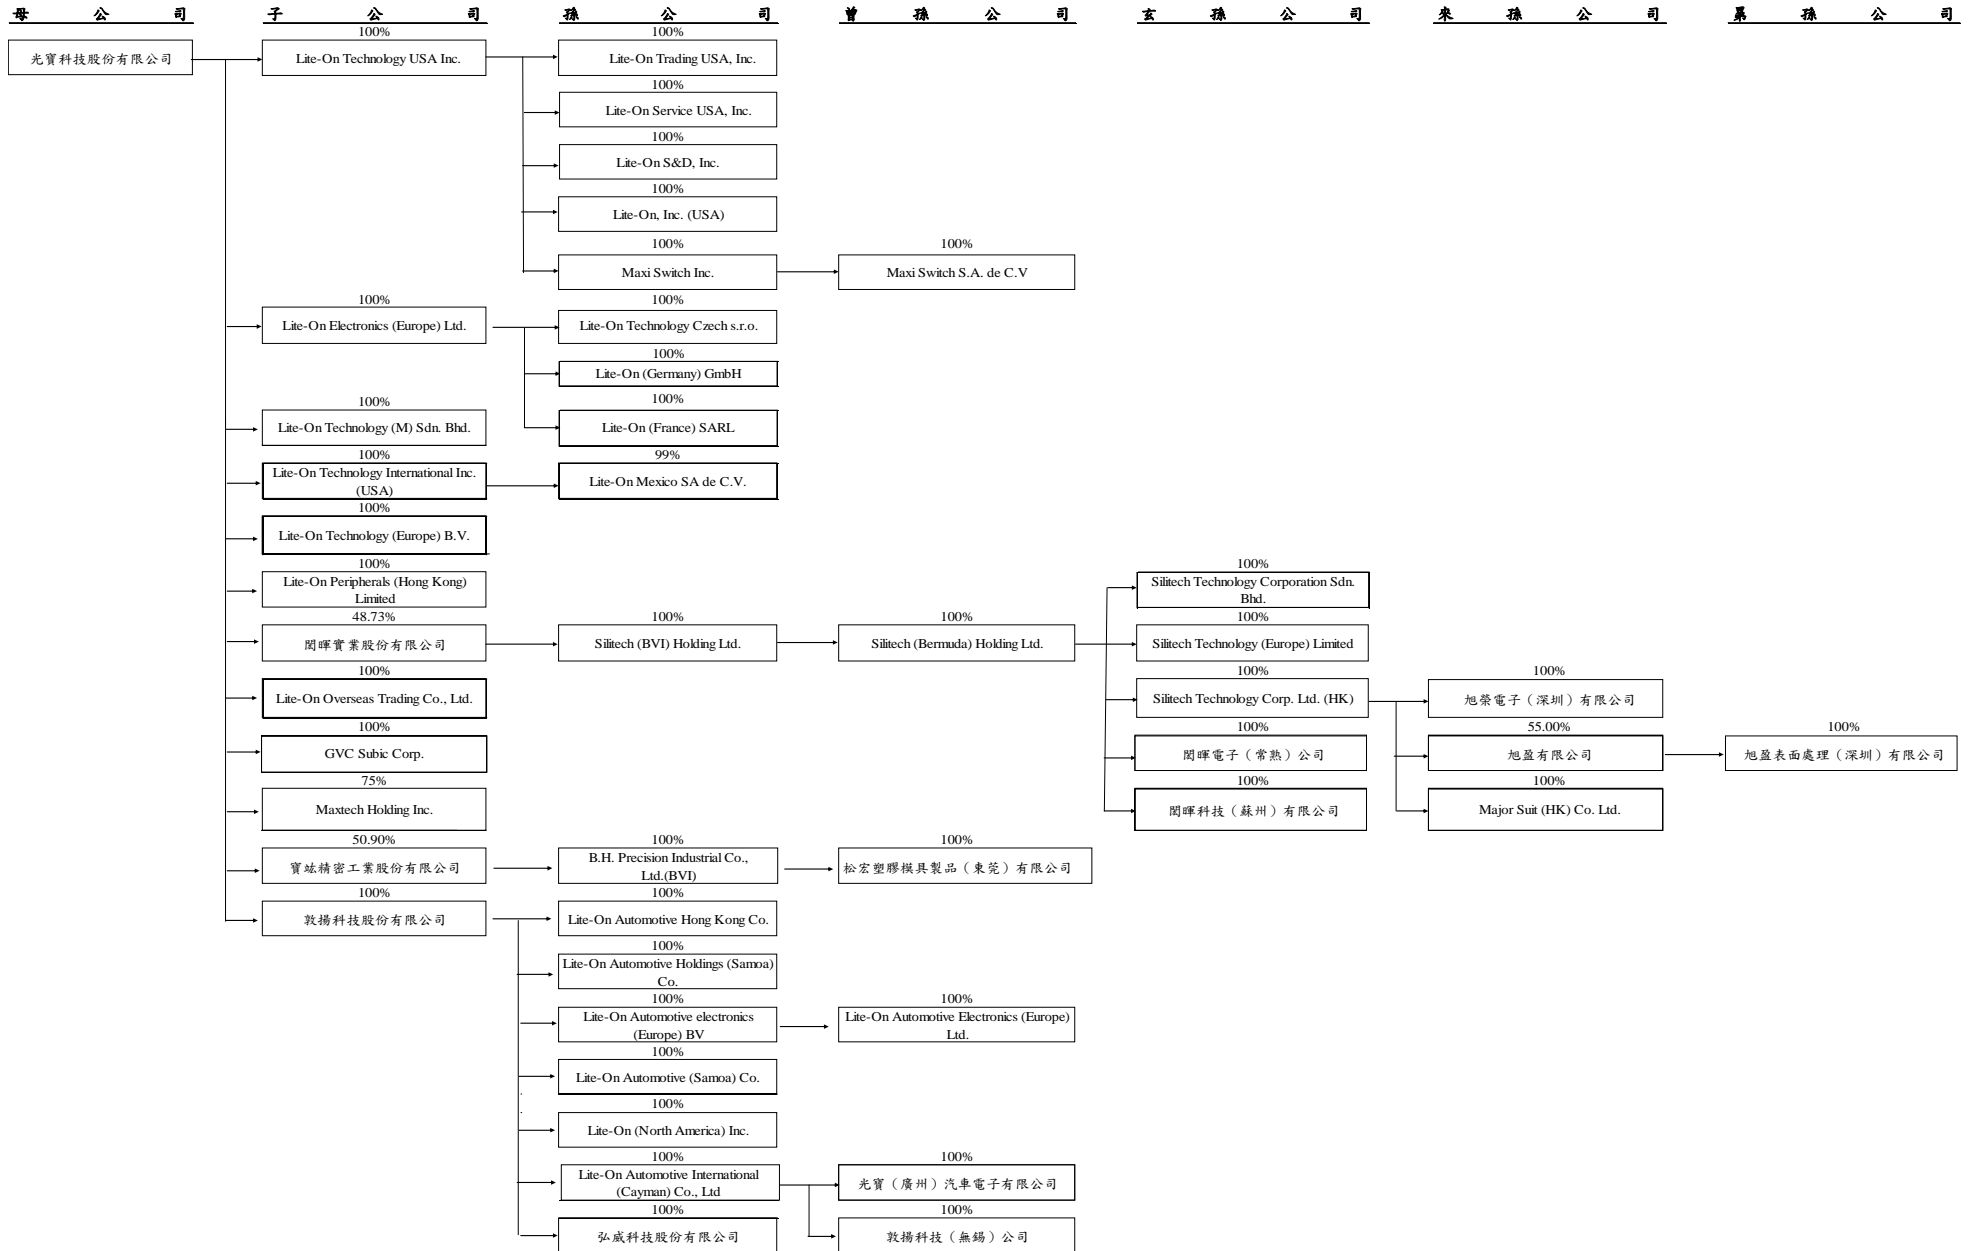 母公司 子公司 孫公司 曾孫公司 玄孫公司 來孫公司 晜孫公司
100% 100%
光寶科技股份有限公司 Lite-On Technology USA Inc. Lite-On Trading USA, Inc.
100%
Lite-On Service USA, Inc.
100%
Lite-On S&D, Inc.
100%
Lite-On, Inc. (USA)
100% 100%
Maxi Switch Inc. Maxi Switch S.A. de C.V
100% 100%
Lite-On Electronics (Europe) Ltd. Lite-On Technology Czech s.r.o.
100%
Lite-On (Germany) GmbH
100% 100%
Lite-On Technology (M) Sdn. Bhd. Lite-On (France) SARL
100% 99%
Lite-On Technology International Inc.
(USA)
Lite-On Mexico SA de C.V.
100%
Lite-On Technology (Europe) B.V.
100% 100%
Lite-On Peripherals (Hong Kong)
Limited
Silitech Technology Corporation Sdn.
Bhd.
48.73% 100% 100% 100%
閎暉實業股份有限公司 Silitech (BVI) Holding Ltd. Silitech (Bermuda) Holding Ltd. Silitech Technology (Europe) Limited
100% 100% 100%
Lite-On Overseas Trading Co., Ltd. Silitech Technology Corp. Ltd. (HK) 旭榮電子（深圳）有限公司
100% 100% 55.00% 100%
GVC Subic Corp. 閎暉電子（常熟）公司 旭盈有限公司 旭盈表面處理（深圳）有限公司
75% 100% 100%
Maxtech Holding Inc. 閎暉科技（蘇州）有限公司 Major Suit (HK) Co. Ltd.
50.90% 100% 100%
寶竑精密工業股份有限公司 B.H. Precision Industrial Co.,
Ltd.(BVI)
松宏塑膠模具製品（東莞）有限公司
100% 100%
敦揚科技股份有限公司 Lite-On Automotive Hong Kong Co.
100%
Lite-On Automotive Holdings (Samoa)
Co.
100% 100%
Lite-On Automotive electronics
(Europe) BV
Lite-On Automotive Electronics (Europe)
Ltd.
100%
Lite-On Automotive (Samoa) Co.
100%
Lite-On (North America) Inc.
100% 100%
Lite-On Automotive International
(Cayman) Co., Ltd
光寶（廣州）汽車電子有限公司
100% 100%
弘威科技股份有限公司 敦揚科技（無錫）公司